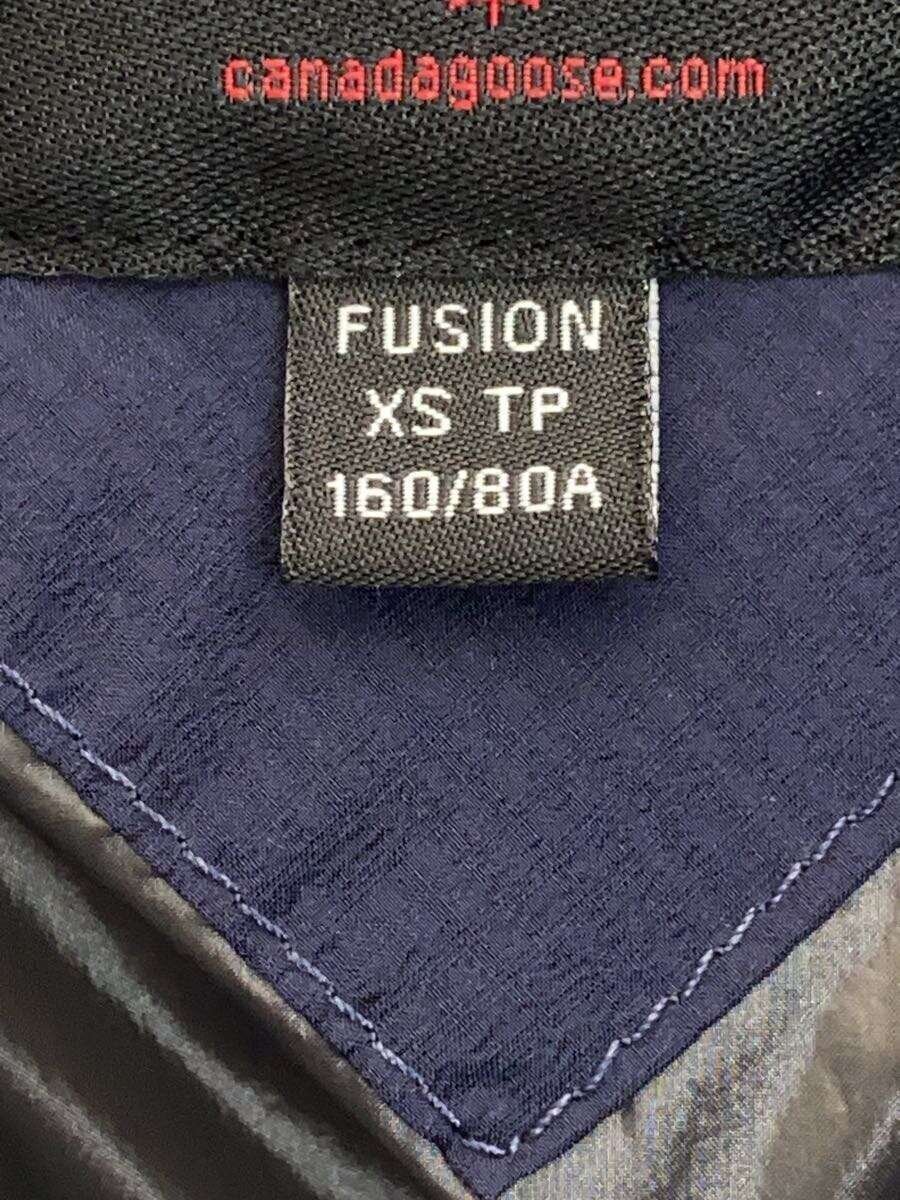 canadagoose.com
FUSION
XS TP
160/80A